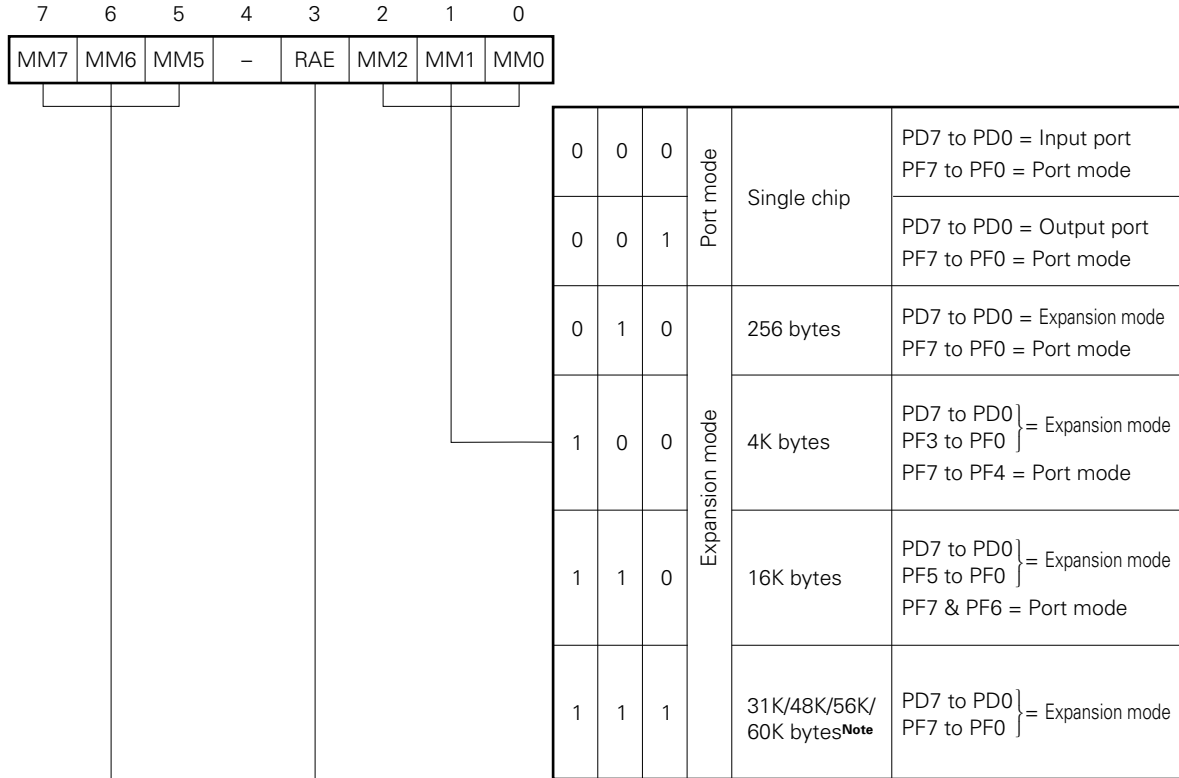 7 6 5 4 3 2 1 0
MM7 MM6 MM5 – RAE MM2 MM1 MM0
0 0 0 Port mode Single chip PD7 to PD0 = Input port
PF7 to PF0 = Port mode
0 0 1 PD7 to PD0 = Output port
PF7 to PF0 = Port mode
0 1 0 Expansion mode 256 bytes PD7 to PD0 = Expansion mode
PF7 to PF0 = Port mode
1 0 0 4K bytes PD7 to PD0
PF3 to PF0 } = Expansion mode
PF7 to PF4 = Port mode
1 1 0 16K bytes PD7 to PD0
PF5 to PF0 } = Expansion mode
PF7 & PF6 = Port mode
1 1 1 31K/48K/56K/
60K bytesNote PD7 to PD0
PF7 to PF0 } = Expansion mode